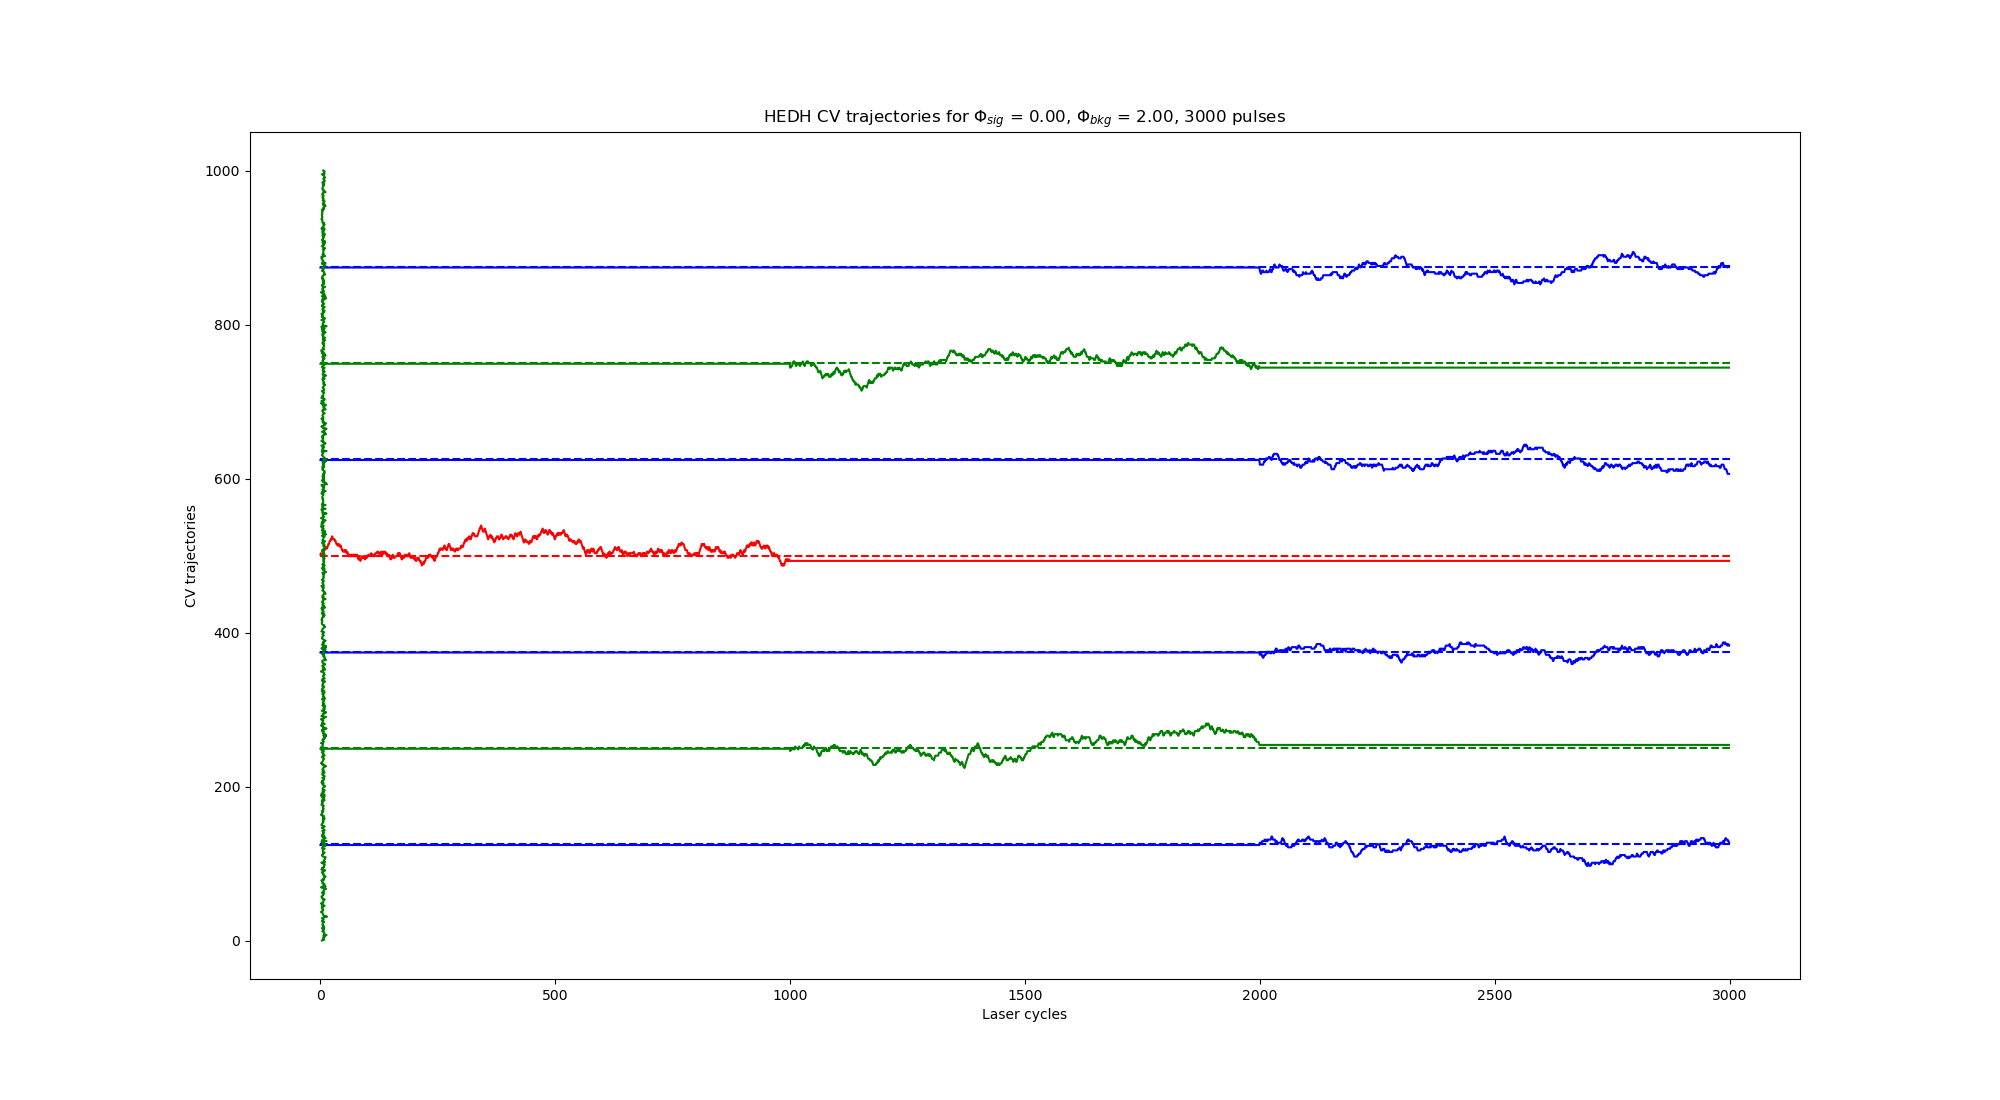 HEDH CV trajectories for Φsig = 0.00, Φbkg = 2.00, 3000 pulses
1000
800
600
400
200
0
CV trajectories
0 500 1000 1500 2000 2500 3000
Laser cycles